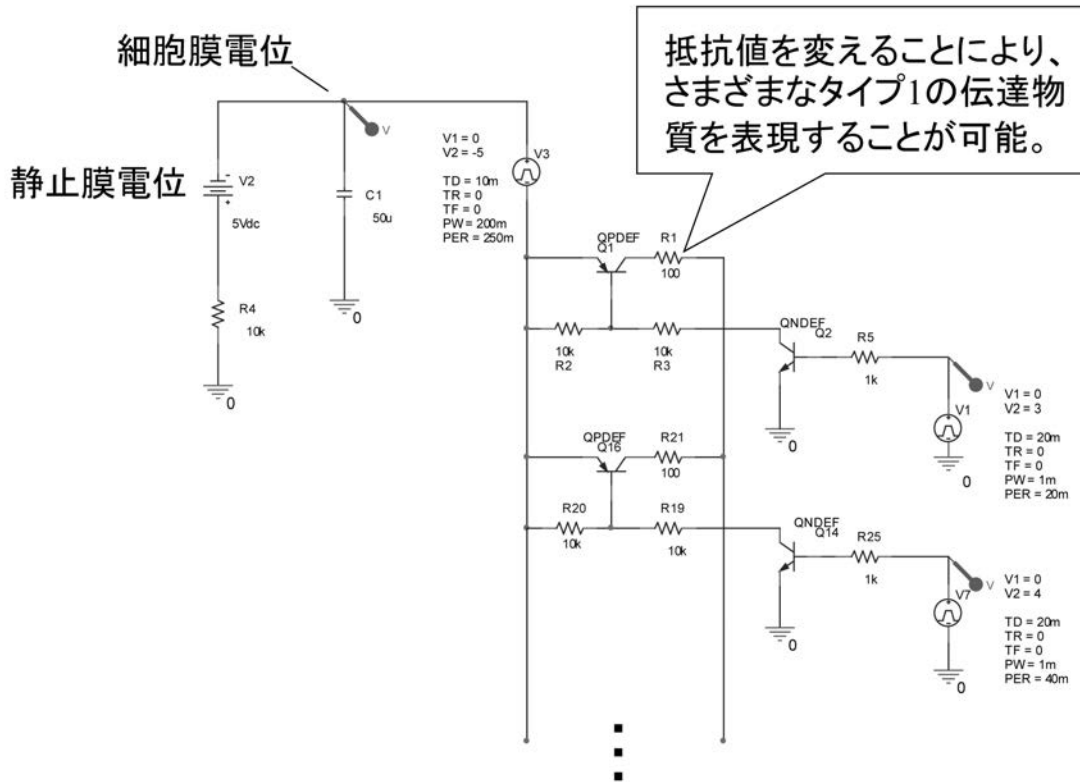 細胞膜電位
抵抗値を変えることにより、
さまざまなタイプ1の伝達物
質を表現することが可能。
静止膜電位
V
V1 = 0
V2 = -5
TD = 10m
TR = 0
TF = 0
PW = 200m
PER = 250m
V3
-
V2
+
5Vdc
C1
50u
0
R4
10k
0
QPDEF
Q1
R1
100
10k
R2
10k
R3
QNDEF
Q2
R5
1k
0
V
V1
0
V1 = 0
V2 = 3
TD = 20m
TR = 0
TF = 0
PW = 1m
PER = 20m
QPDEF
Q16
R21
100
R20
10k
R19
10k
QNDEF
Q14
R25
1k
0
V
V7
0
V1 = 0
V2 = 4
TD = 20m
TR = 0
TF = 0
PW = 1m
PER = 40m